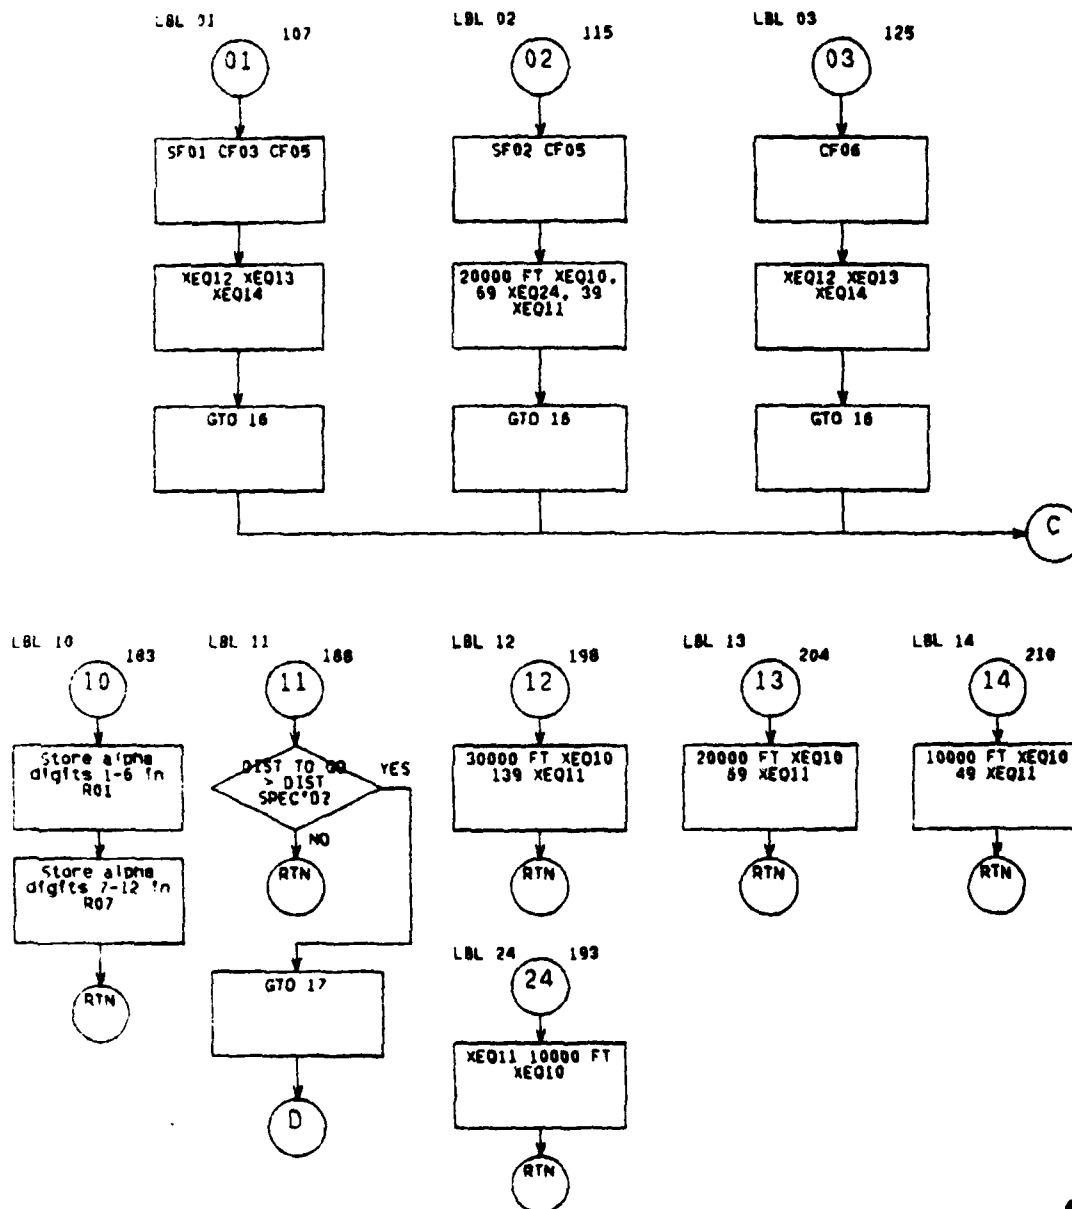 LBL 01
107
01
SF01 CF03 CF05
XEQ12 XEQ13
XEQ14
GTO 16
LBL 02
115
02
SF02 CF05
20000 FT XEQ10,
69 XEQ24, 39
XEQ11
GTO 16
LBL 03
125
03
CF06
XEQ12 XEQ13
XEQ14
GTO 16
C
LBL 10
183
10
Store alpha
digits 1-6 in
R01
Store alpha
digits 7-12 in
R07
RTN
LBL 11
188
11
DIST TO GO
> DIST
SPEC'D?
YES
NO
RTN
GTO 17
D
LBL 12
198
12
30000 FT XEQ10
139 XEQ11
RTN
LBL 24
193
24
XEQ11 10000 FT
XEQ10
RTN
LBL 13
204
13
20000 FT XEQ10
69 XEQ11
RTN
LBL 14
210
14
10000 FT XEQ10
49 XEQ11
RTN